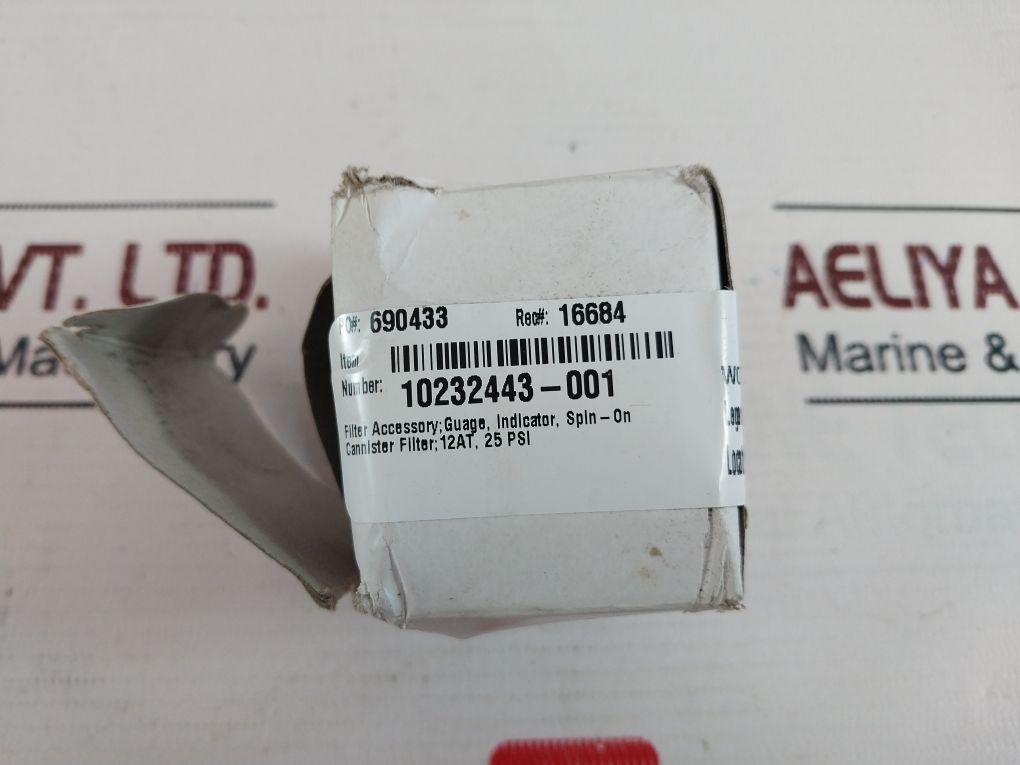 VT. LTD.
AELIYA
Marine &
PO#: 690433 Rec#: 16684
Item
Number: 10232443-001
Filter Accessory;Guage, Indicator, Spin-On
Cannister Filter;12AT, 25 PSI